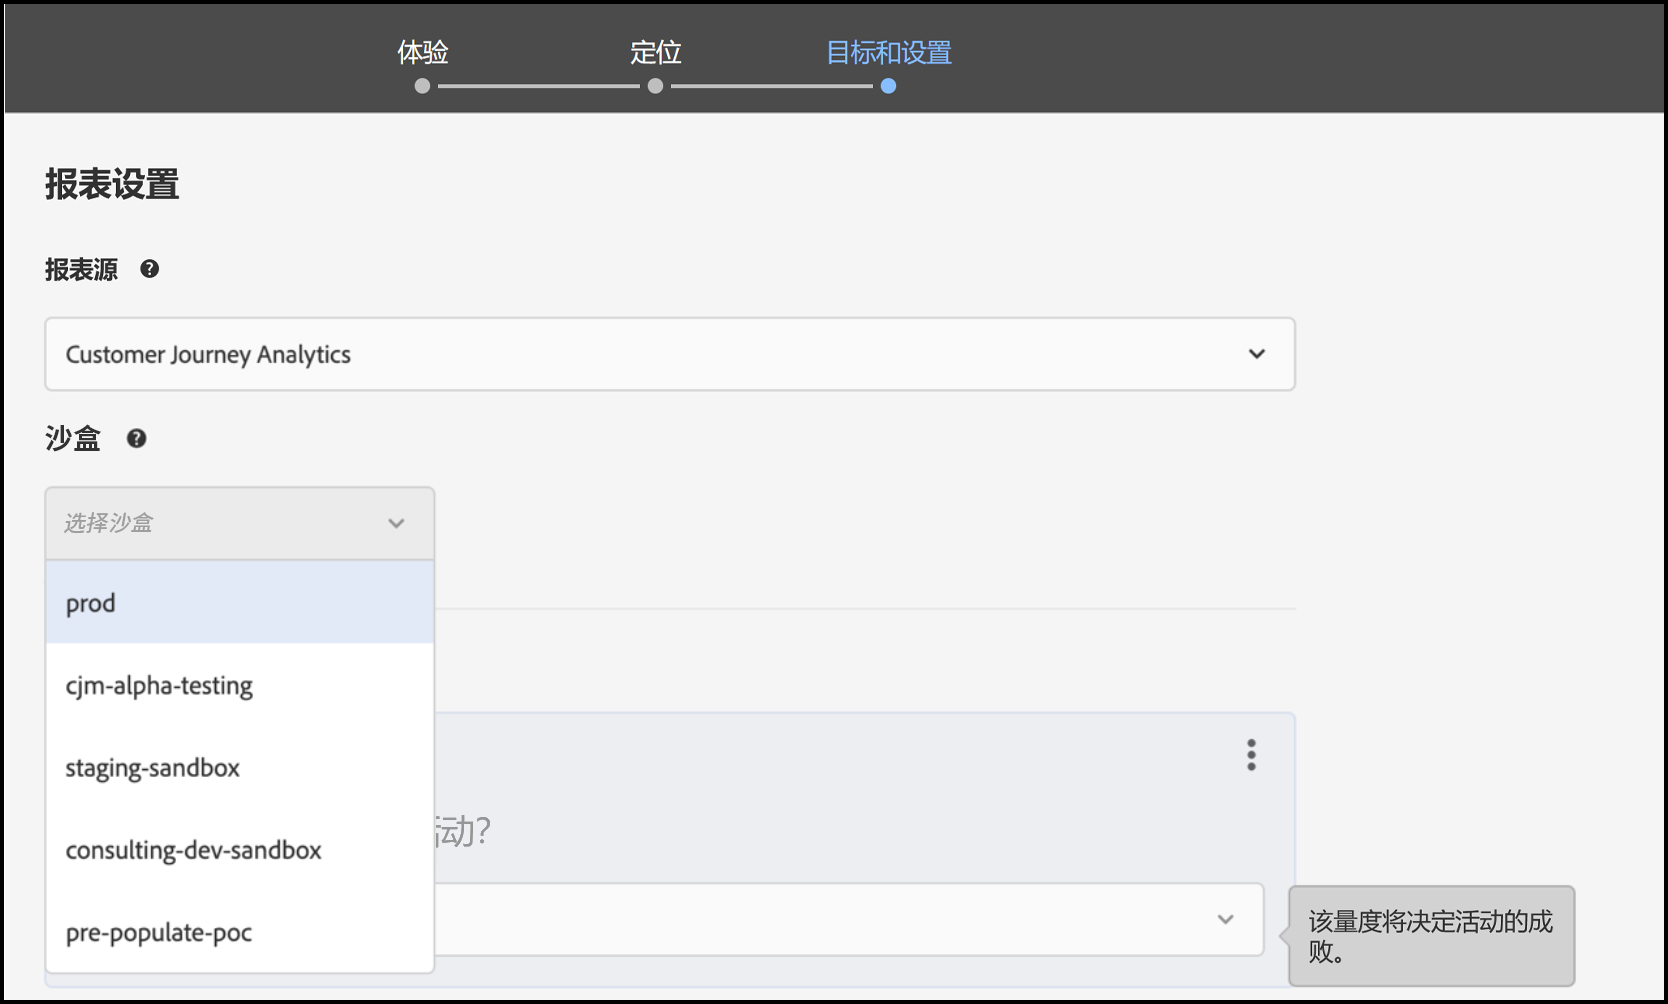 体验
定位
目标和设置
报表设置
报表源
Customer Journey Analytics
沙盒
选择沙盒
prod
cjm-alpha-testing
staging-sandbox
动?
consulting-dev-sandbox
pre-populate-poc
该量度将决定活动的成
败。